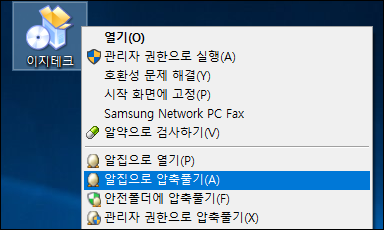 이지테크
열기(O)
관리자 권한으로 실행(A)
호환성 문제 해결(Y)
시작 화면에 고정(P)
Samsung Network PC Fax
알약으로 검사하기(V)
알집으로 열기(P)
알집으로 압축풀기(A)
안전폴더에 압축풀기(F)
관리자 권한으로 압축풀기(X)